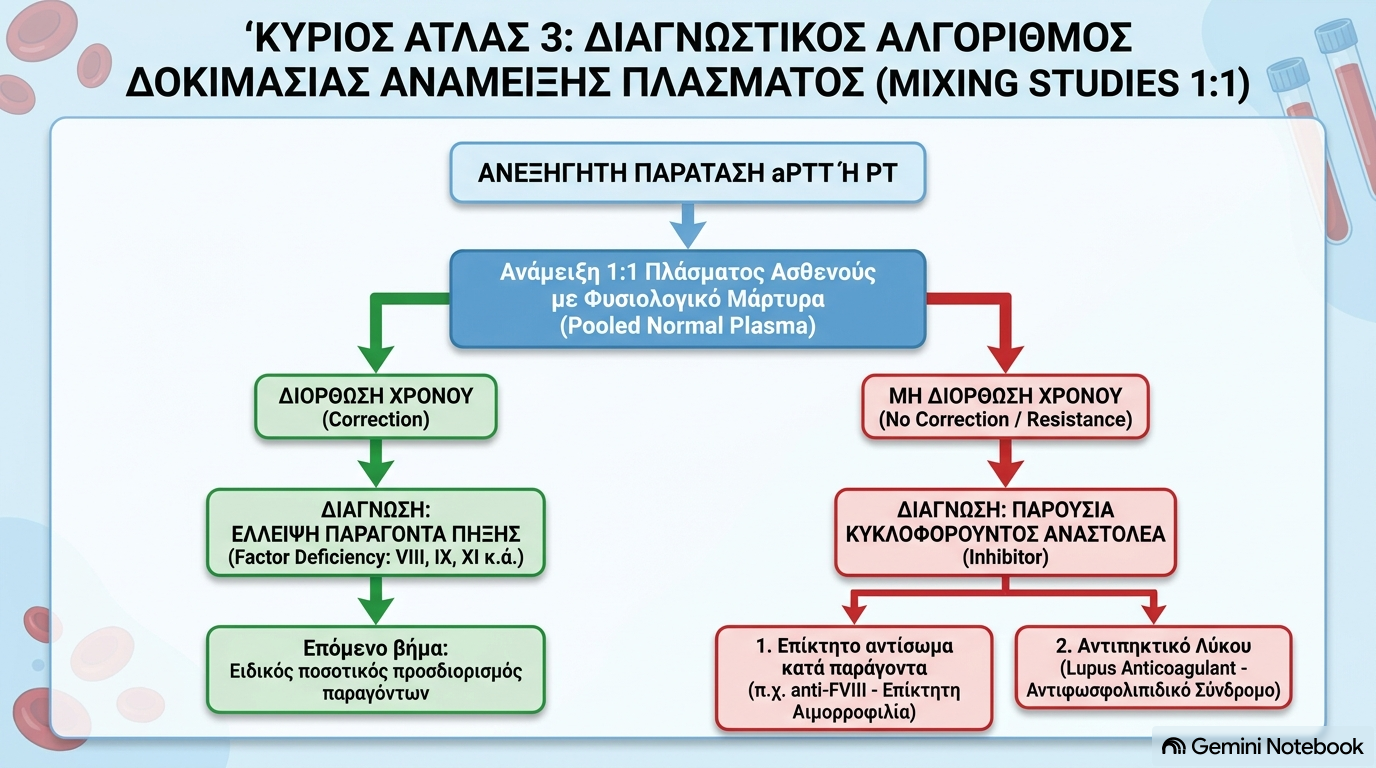 ‘ΚΥΡΙΟΣ ΑΤΛΑΣ 3: ΔΙΑΓΝΩΣΤΙΚΟΣ ΑΛΓΟΡΙΘΜΟΣ
ΔΟΚΙΜΑΣΙΑΣ ΑΝΑΜΕΙΞΗΣ ΠΛΑΣΜΑΤΟΣ (MIXING STUDIES 1:1)
ΑΝΕΞΗΓΗΤΗ ΠΑΡΑΤΑΣΗ aPTT Ή PT
Ανάμειξη 1:1 Πλάσματος Ασθενούς
με Φυσιολογικό Μάρτυρα
(Pooled Normal Plasma)
ΔΙΟΡΘΩΣΗ ΧΡΟΝΟΥ
(Correction)
ΔΙΑΓΝΩΣΗ:
ΕΛΛΕΙΨΗ ΠΑΡΑΓΟΝΤΑ ΠΗΞΗΣ
(Factor Deficiency: VIII, IX, XI κ.ά.)
Επόμενο βήμα:
Ειδικός ποσοτικός προσδιορισμός
παραγόντων
ΜΗ ΔΙΟΡΘΩΣΗ ΧΡΟΝΟΥ
(No Correction / Resistance)
ΔΙΑΓΝΩΣΗ: ΠΑΡΟΥΣΙΑ
ΚΥΚΛΟΦΟΡΟΥΝΤΟΣ ΑΝΑΣΤΟΛΕΑ
(Inhibitor)
1. Επίκτητο αντίσωμα
κατά παράγοντα
(π.χ. anti-FVIII - Επίκτητη
Αιμορροφιλία)
2. Αντιπηκτικό Λύκου
(Lupus Anticoagulant -
Αντιφωσφολιπιδικό Σύνδρομο)
Gemini Notebook